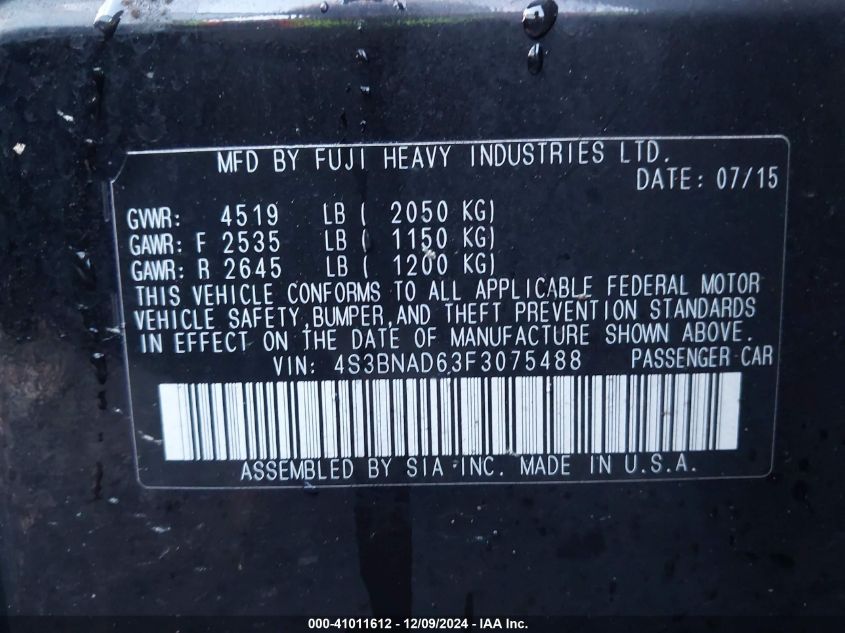 MFD BY FUJI HEAVY INDUSTRIES LTD.
DATE: 07/15
GVWR: 4519 LB ( 2050 KG)
GAWR: F 2535 LB ( 1150 KG)
GAWR: R 2645 LB ( 1200 KG)
THIS VEHICLE CONFORMS TO ALL APPLICABLE FEDERAL MOTOR
VEHICLE SAFETY,BUMPER,AND THEFT PREVENTION STANDARDS
IN EFFECT ON THE DATE OF MANUFACTURE SHOWN ABOVE.
VIN: 4S3BNAD63F3075488 PASSENGER CAR
ASSEMBLED BY SIA INC. MADE IN U.S.A.
000-41011612 - 12/09/2024 - IAA Inc.